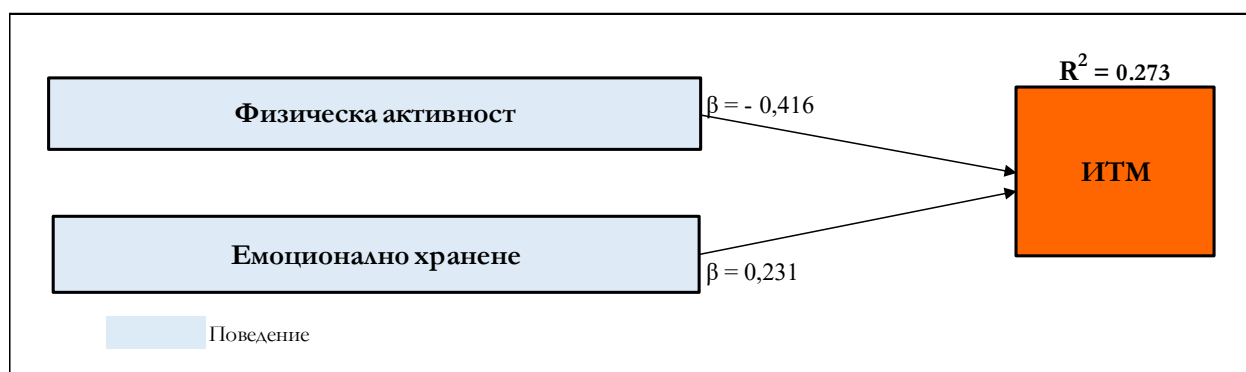 R² = 0.273
Физическа активност
β = - 0,416
ИТМ
Емоционално хранене
β = 0,231
Поведение